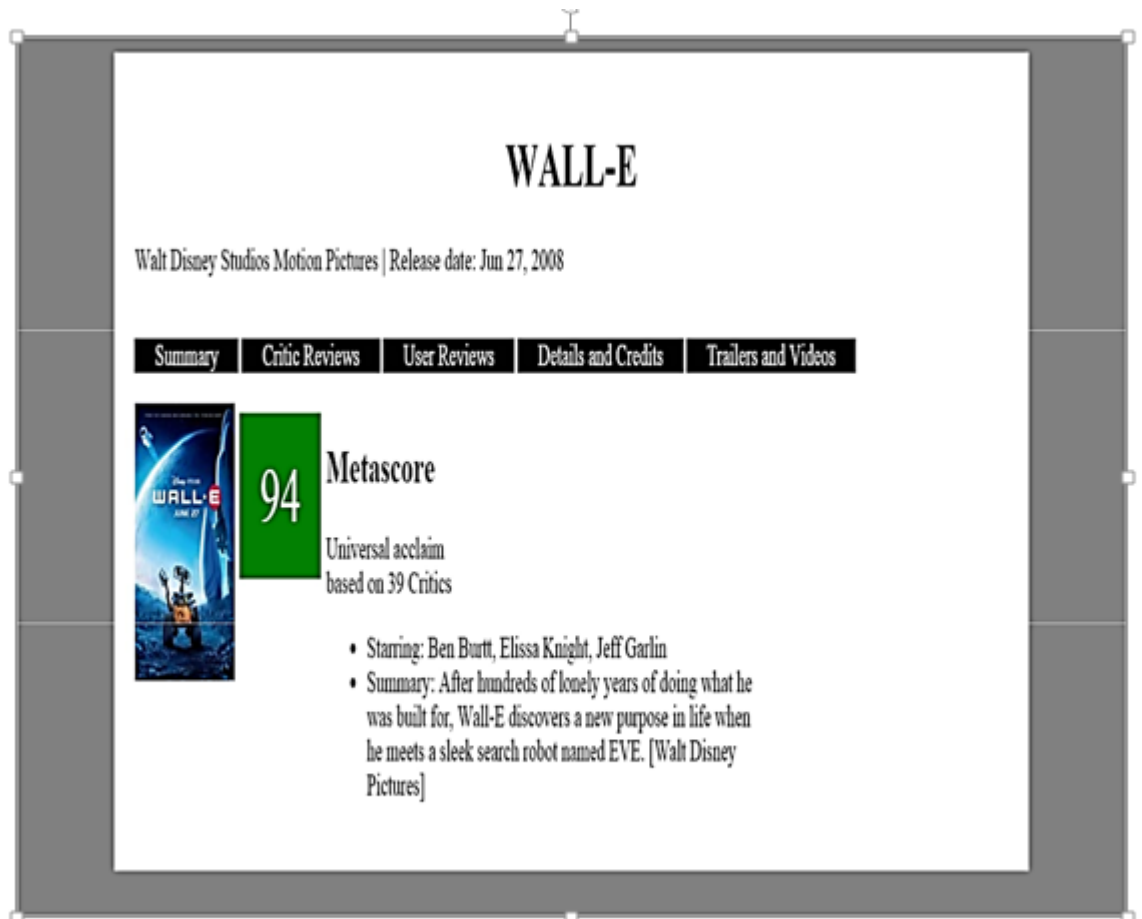 WALL-E
Walt Disney Studios Motion Pictures | Release date: Jun 27, 2008
Summary Critic Reviews User Reviews Details and Credits Trailers and Videos
WALL•E
JUNE 27
94
Metascore
Universal acclaim
based on 39 Critics
• Starring: Ben Burtt, Elissa Knight, Jeff Garlin
• Summary: After hundreds of lonely years of doing what he
was built for, Wall-E discovers a new purpose in life when
he meets a sleek search robot named EVE. [Walt Disney
Pictures]